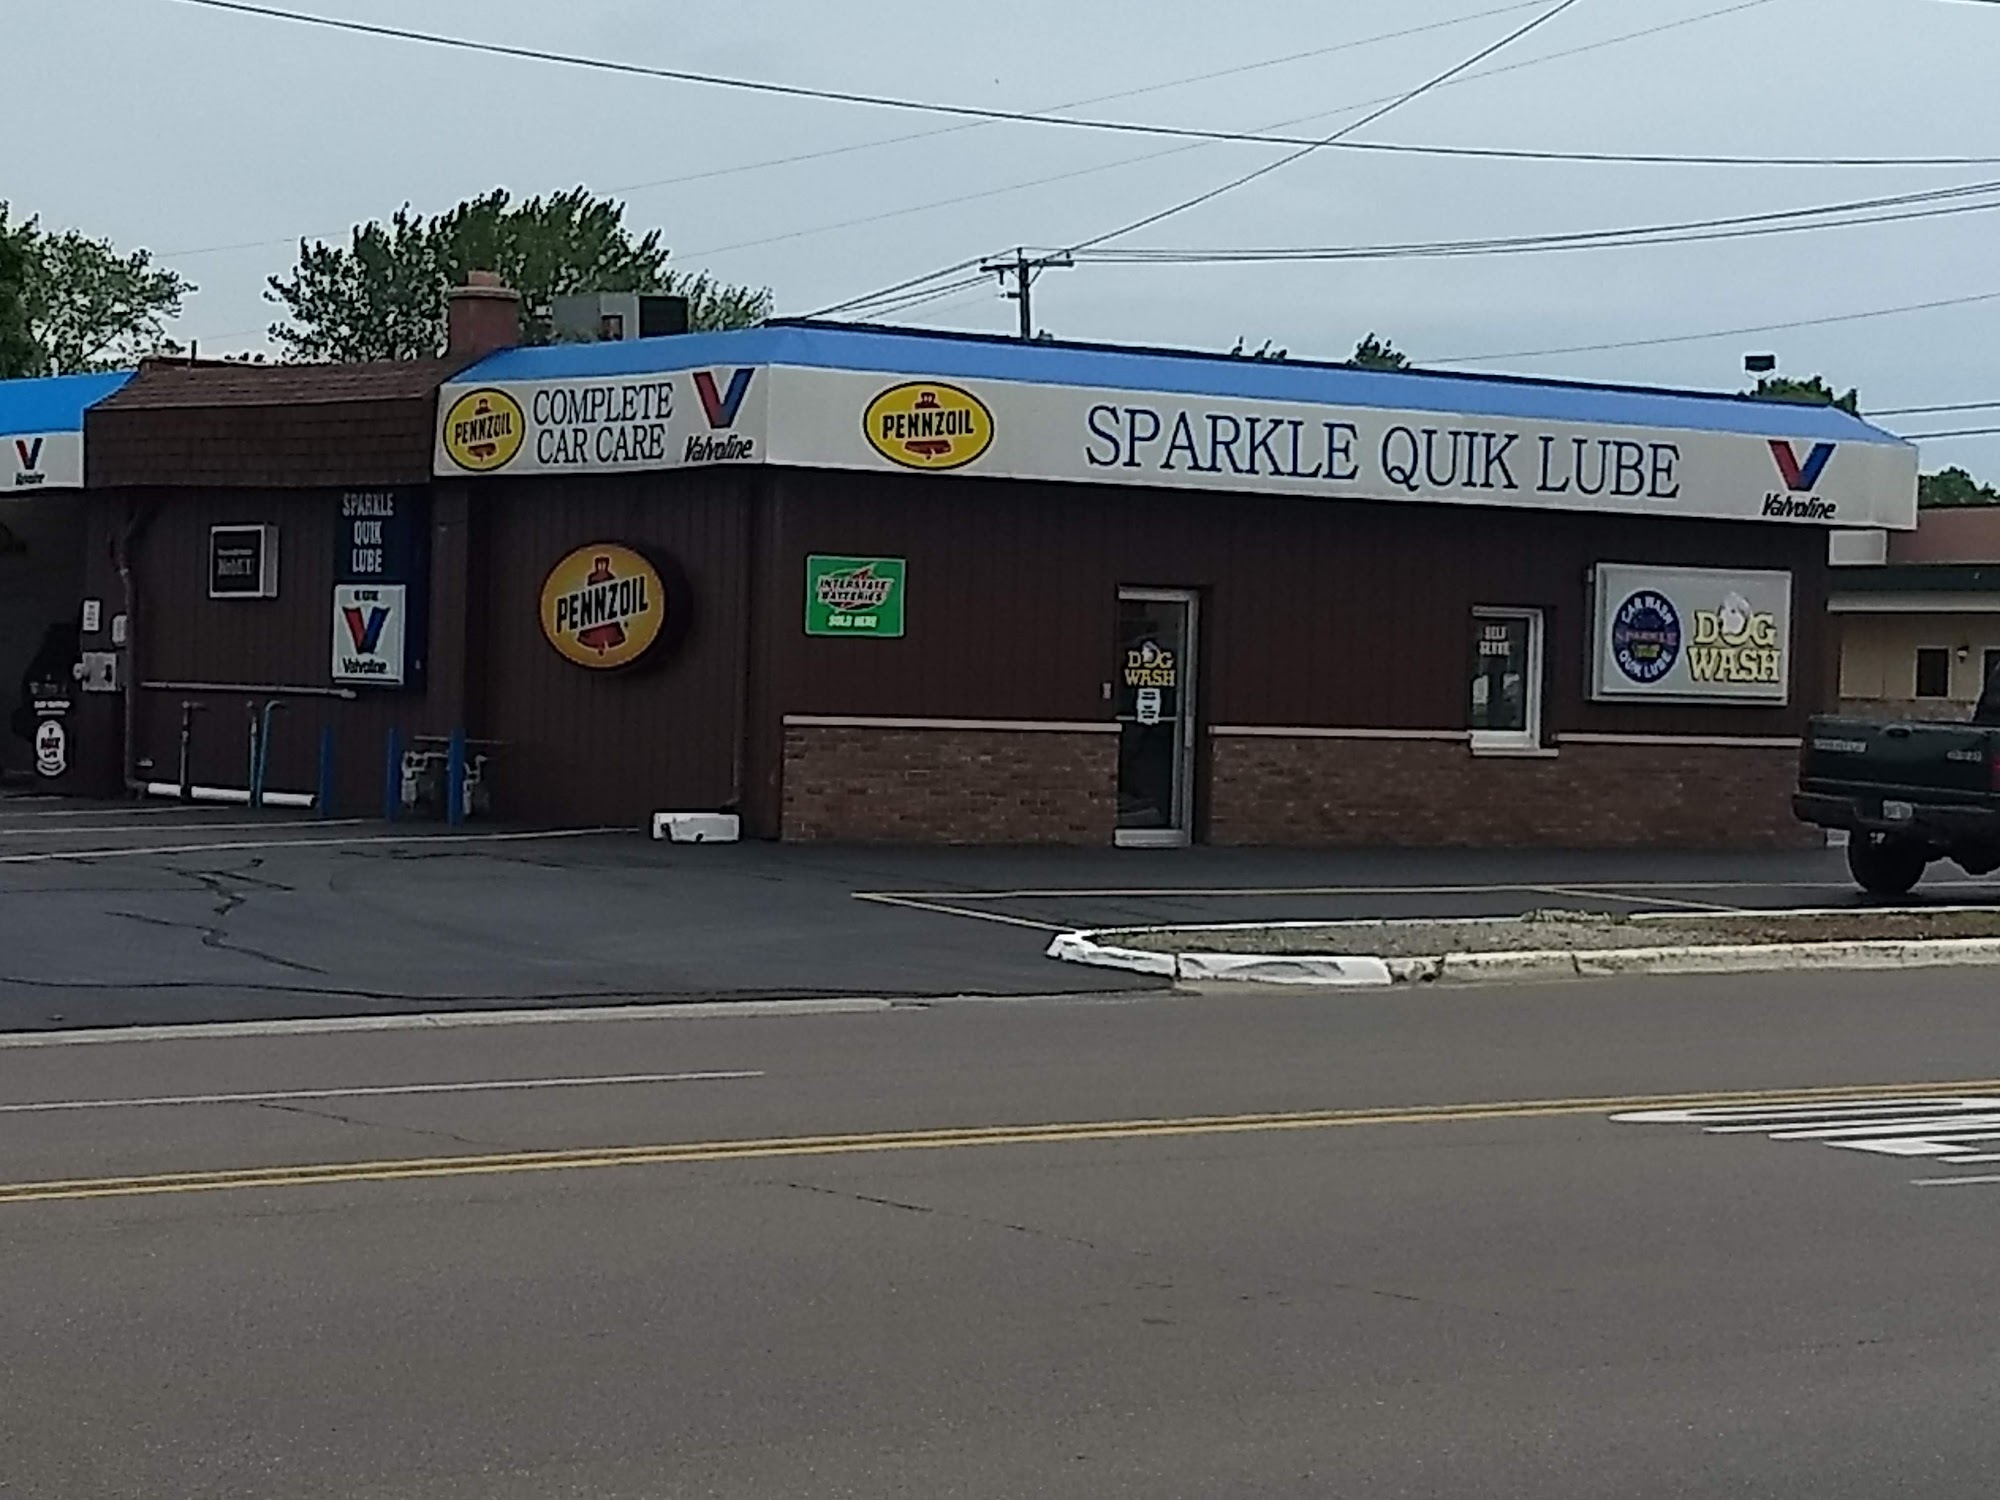 PENNZOIL
COMPLETE
CAR CARE
Valvoline
PENNZOIL
SPARKLE QUIK LUBE
Valvoline
Valvoline
SPARKLE
QUIK
LUBE
Valvoline
PENNZOIL
INTERSTATE
BATTERIES
SOLD HERE
DOG
WASH
SELF
SERVE
CAR WASH
SPARKLE
QUIK LUBE
DOG
WASH